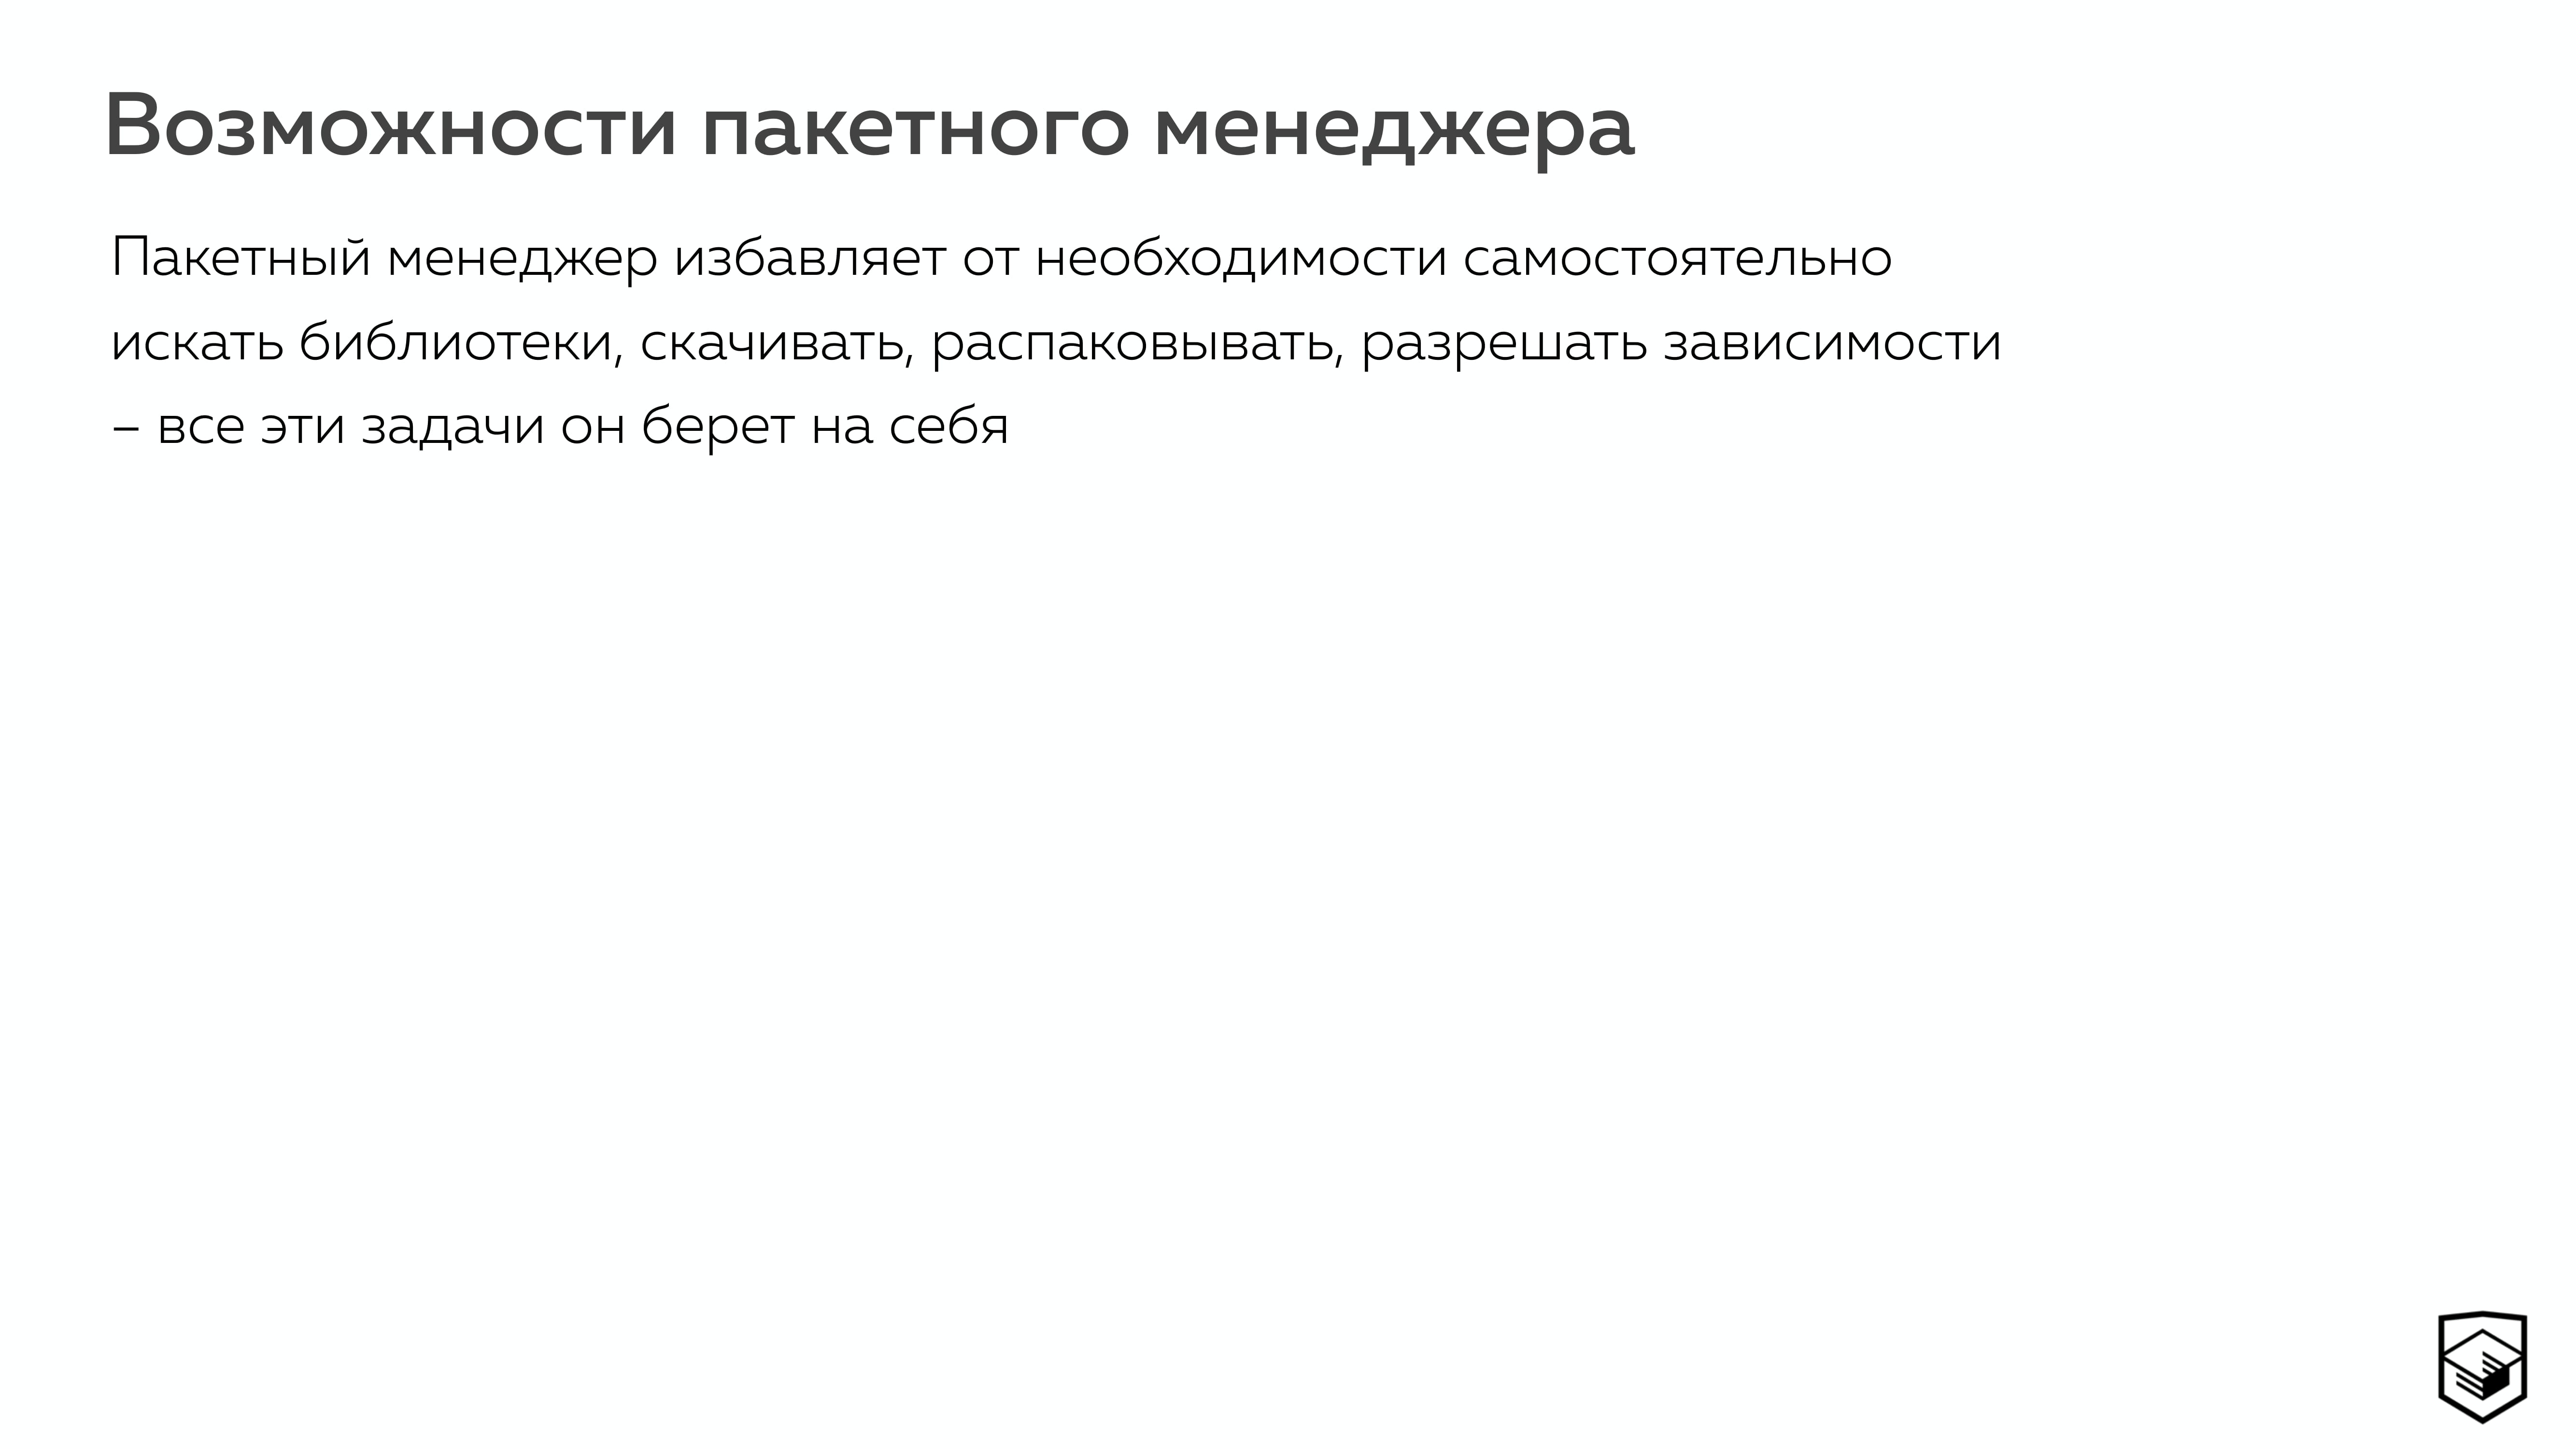 Возможности пакетного менеджера
Пакетный менеджер избавляет от необходимости самостоятельно
искать библиотеки, скачивать, распаковывать, разрешать зависимости
– все эти задачи он берет на себя